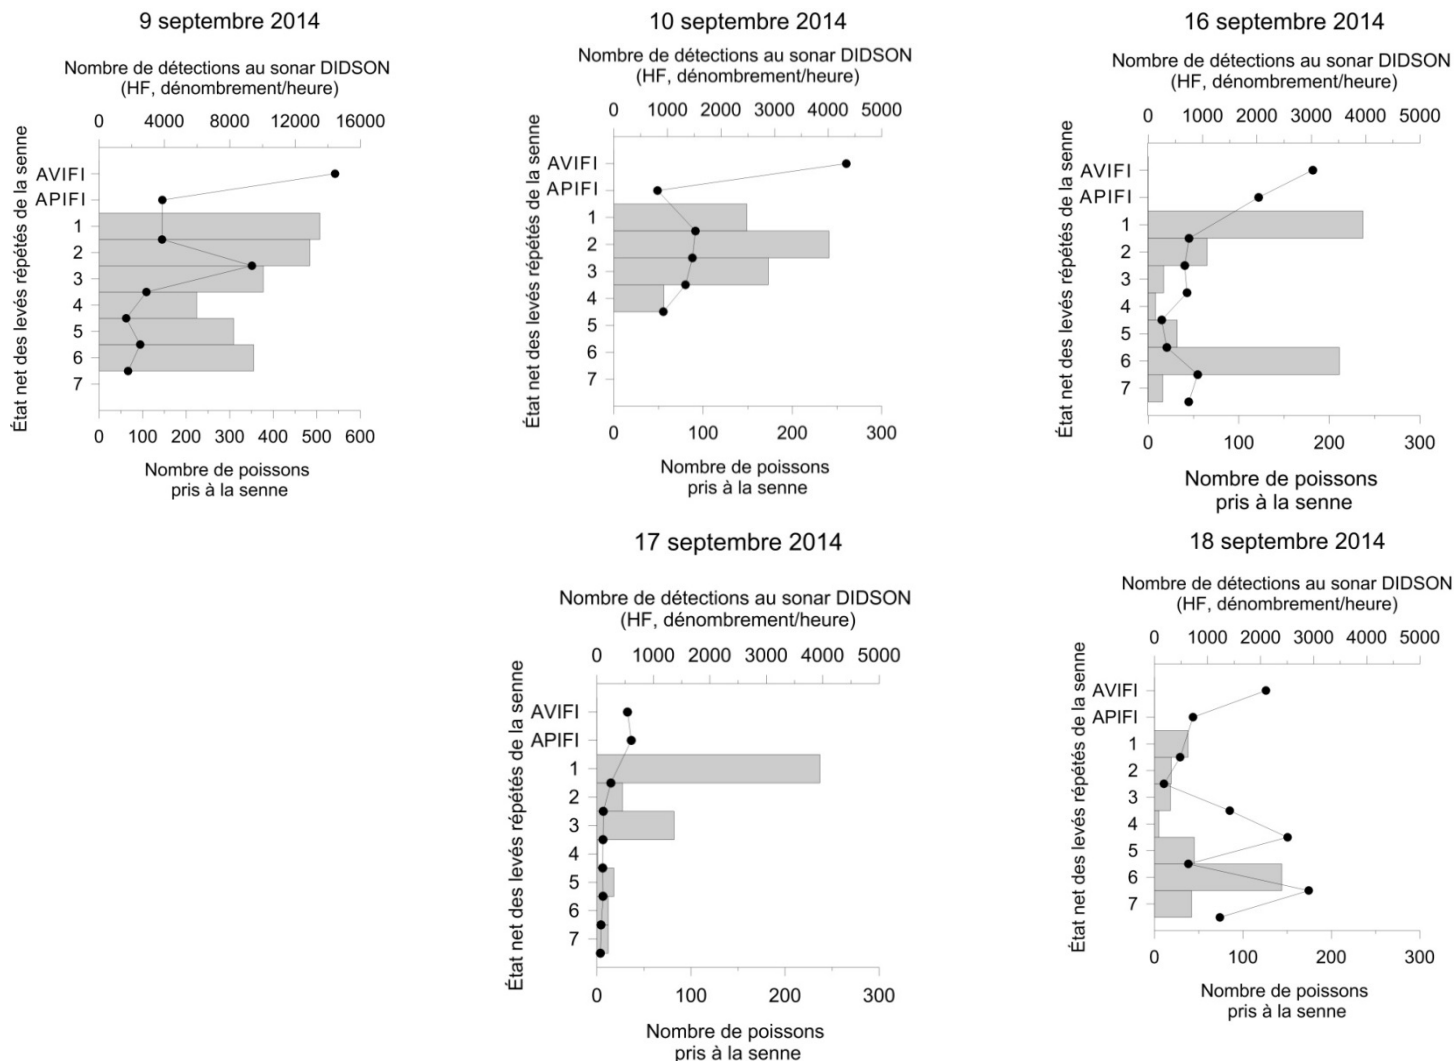 9 septembre 2014
Nombre de détections au sonar DIDSON
(HF, dénombrement/heure)
0 4000 8000 12000 16000
État net des levés répétés de la senne
AVIFI
APIFI
1
2
3
4
5
6
7
0 100 200 300 400 500 600
Nombre de poissons
pris à la senne
10 septembre 2014
Nombre de détections au sonar DIDSON
(HF, dénombrement/heure)
0 1000 2000 3000 4000 5000
État net des levés répétés de la senne
AVIFI
APIFI
1
2
3
4
5
6
7
0 100 200 300
Nombre de poissons
pris à la senne
16 septembre 2014
Nombre de détections au sonar DIDSON
(HF, dénombrement/heure)
0 1000 2000 3000 4000 5000
État net des levés répétés de la senne
AVIFI
APIFI
1
2
3
4
5
6
7
0 100 200 300
Nombre de poissons
pris à la senne
17 septembre 2014
Nombre de détections au sonar DIDSON
(HF, dénombrement/heure)
0 1000 2000 3000 4000 5000
État net des levés répétés de la senne
AVIFI
APIFI
1
2
3
4
5
6
7
0 100 200 300
Nombre de poissons
pris à la senne
18 septembre 2014
Nombre de détections au sonar DIDSON
(HF, dénombrement/heure)
0 1000 2000 3000 4000 5000
État net des levés répétés de la senne
AVIFI
APIFI
1
2
3
4
5
6
7
0 100 200 300
Nombre de poissons
pris à la senne